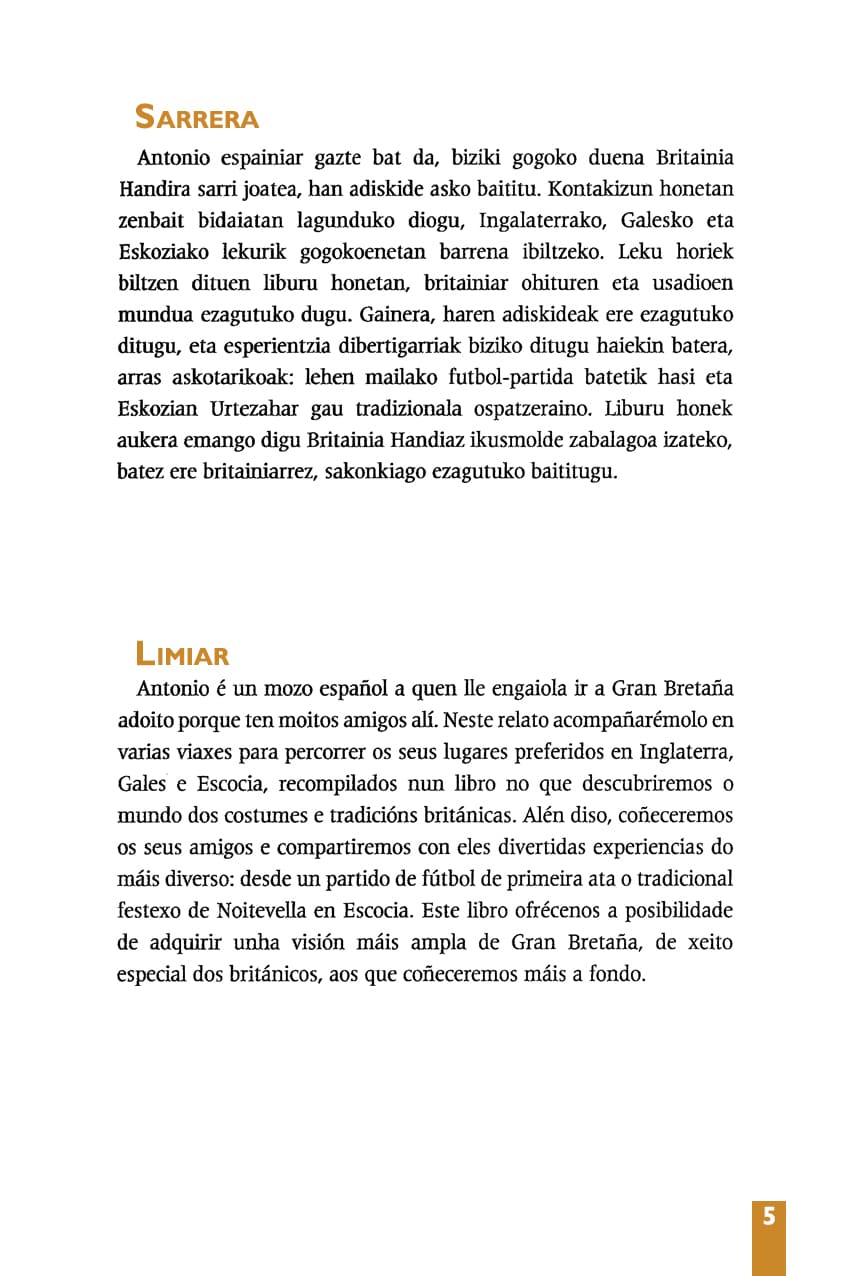 SARRERA
Antonio espainiar gazte bat da, biziki gogoko duena Britainia
Handira sarri joatea, han adiskide asko baititu. Kontakizun honetan
zenbait bidaiatan lagunduko diogu, Ingalaterrako, Galesko eta
Eskoziako lekurik gogokoenetan barrena ibiltzeko. Leku horiek
biltzen dituen liburu honetan, britainiar ohituren eta usadioen
mundua ezagutuko dugu. Gainera, haren adiskideak ere ezagutuko
ditugu, eta esperientzia dibertigarriak biziko ditugu haiekin batera,
arras askotarikoak: lehen mailako futbol-partida batetik hasi eta
Eskozian Urtezahar gau tradizionala ospatzeraino. Liburu honek
aukera emango digu Britainia Handiaz ikusmolde zabalagoa izateko,
batez ere britainiarrez, sakonkiago ezagutuko baititugu.
LIMIAR
Antonio é un mozo español a quen lle engaiola ir a Gran Bretaña
adoito porque ten moitos amigos alí. Neste relato acompañarémolo en
varias viaxes para percorrer os seus lugares preferidos en Inglaterra,
Gales e Escocia, recompilados nun libro no que descubriremos o
mundo dos costumes e tradicións británicas. Alén diso, coñeceremos
os seus amigos e compartiremos con eles divertidas experiencias do
máis diverso: desde un partido de fútbol de primeira ata o tradicional
festexo de Noitevella en Escocia. Este libro ofrécenos a posibilidade
de adquirir unha visión máis ampla de Gran Bretaña, de xeito
especial dos británicos, aos que coñeceremos máis a fondo.
5